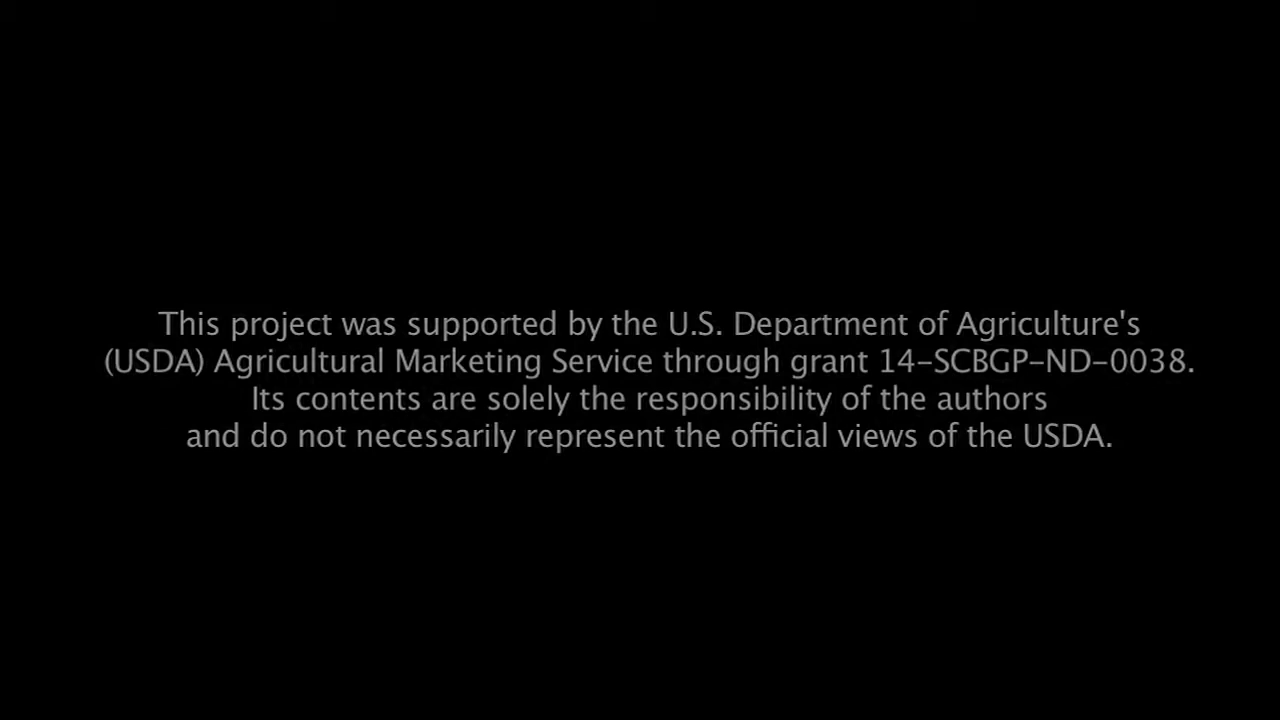 This project was supported by the U.S. Department of Agriculture's
(USDA) Agricultural Marketing Service through grant 14-SCBGP-ND-0038.
Its contents are solely the responsibility of the authors
and do not necessarily represent the official views of the USDA.